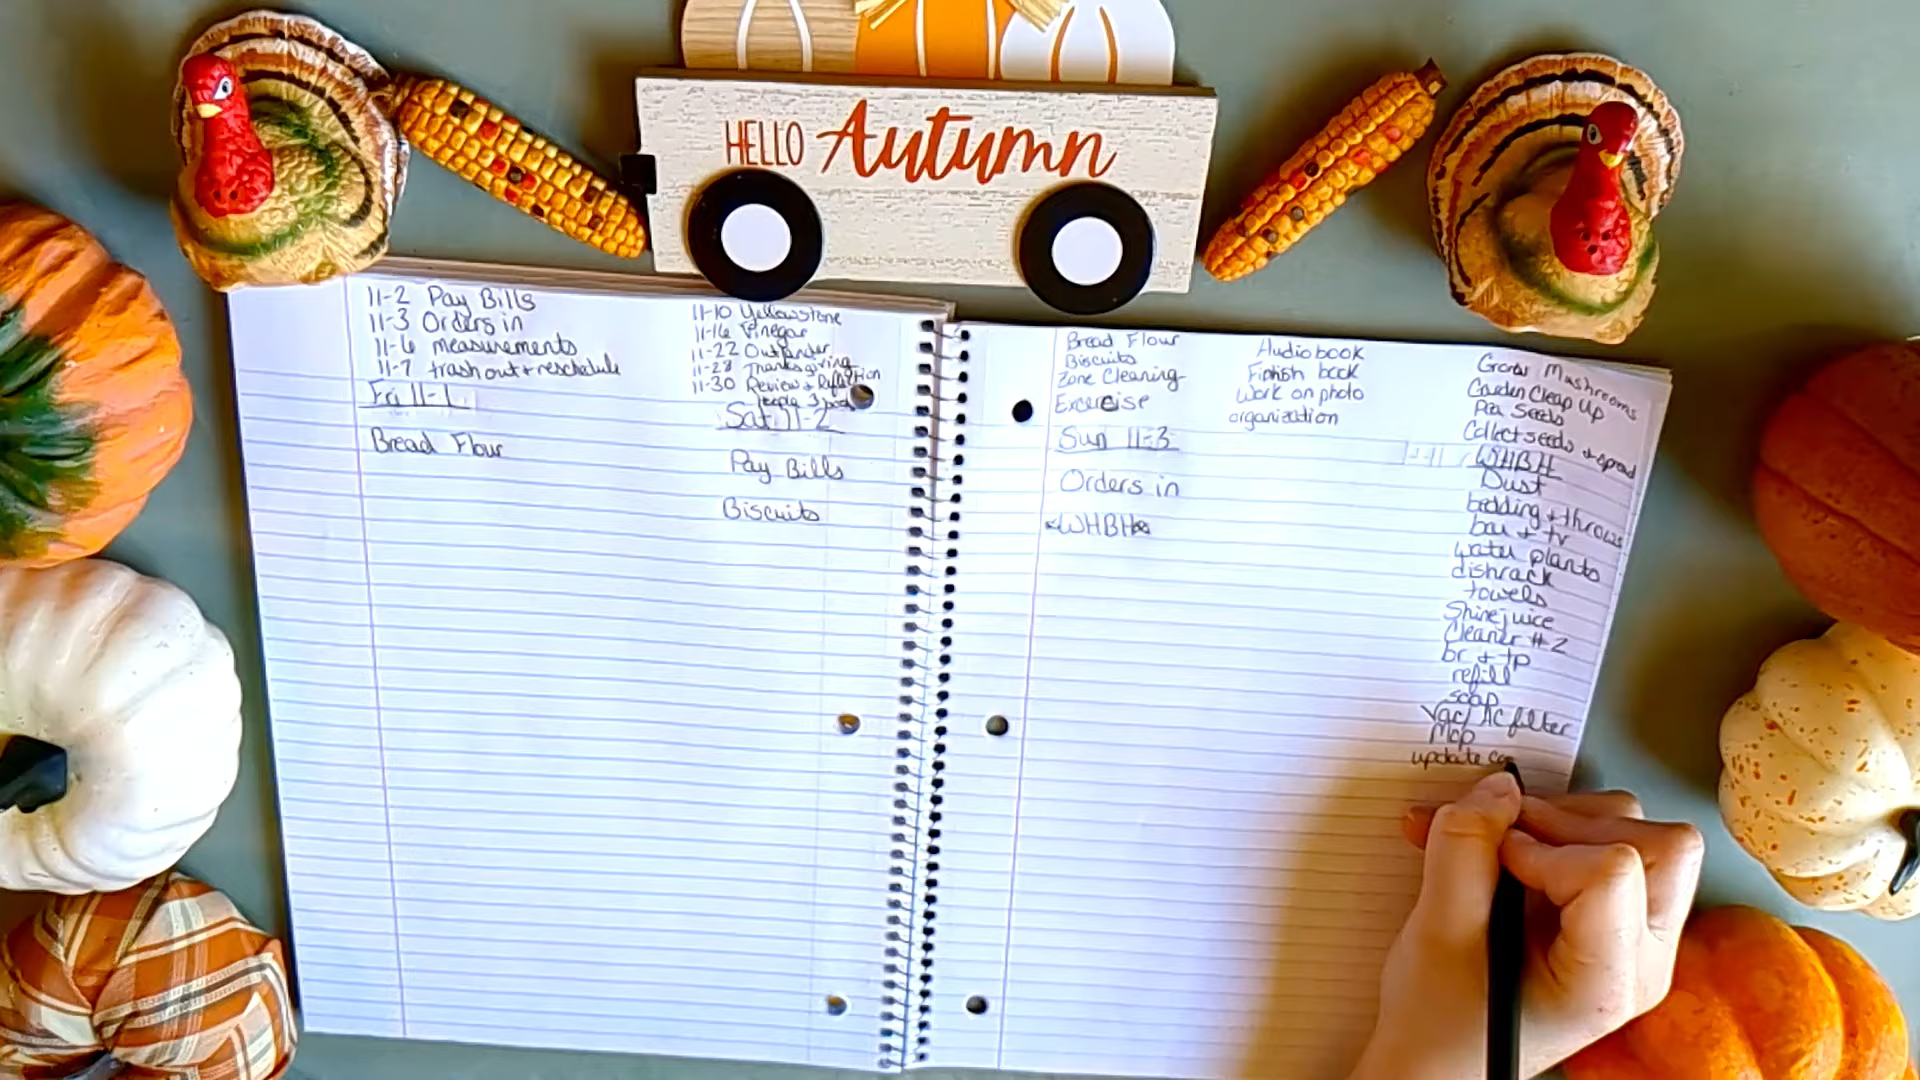 HELLO Autumn
11-2 Pay Bills
11-3 Orders in
11-6 measurements
11-7 trash out + reschedule
11-10 Yellowstone
11-16 Vinegar
11-22 Outlander
11-28 Thanksgiving
11-30 Review + Reflection
Fri 11-1
Bread Flour
Sat 11-2
Pay Bills
Biscuits
Bread Flour
Biscuits
Zone Cleaning
Excercise
Audiobook
Finish book
Work on photo
organization
Sun 11-3
Orders in
WHBH
Grow Mushrooms
Garden Clean Up
Pea Seeds
Collect seeds + spread
WHBH
Dust
bedding + throws
bar + tv
water plants
dishrack
towels
Shine juice
Cleaner #2
br + tp
refill
soap
Vac/AC filter
Mop
update